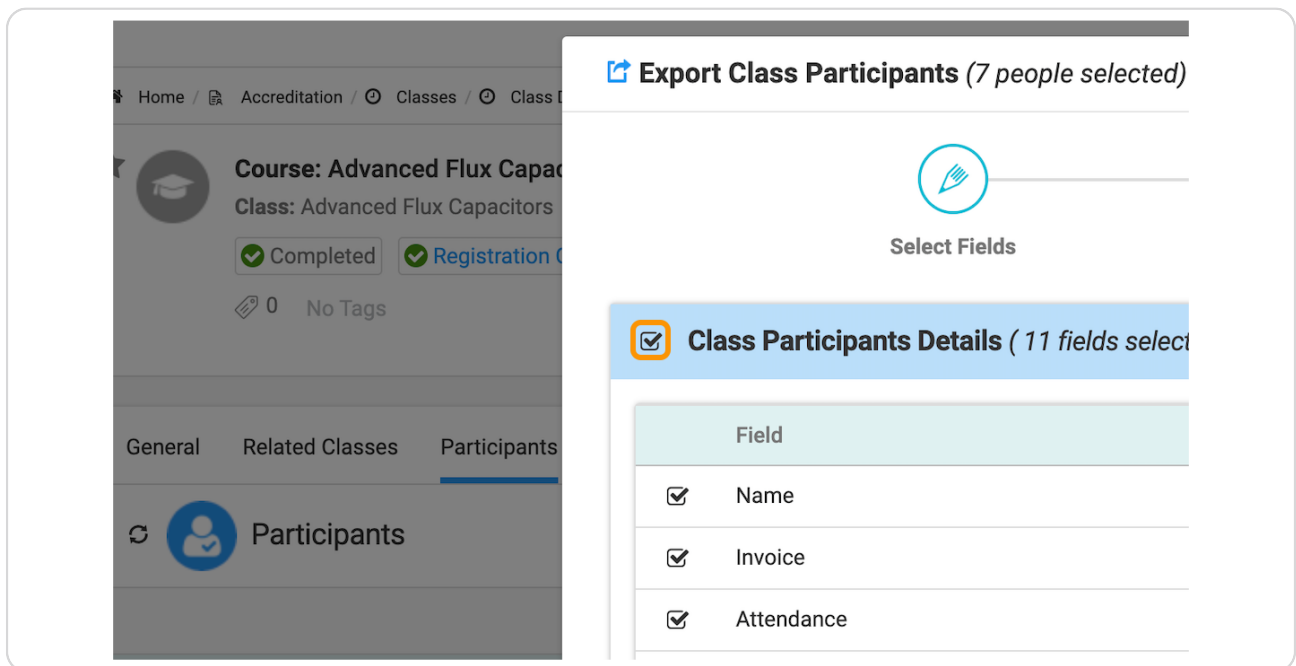 Export Class Participants (7 people selected)
Home / Accreditation / Classes / Class
Course: Advanced Flux
Class: Advanced Flux Capacitors
Completed Registration
0 No Tags
Select Fields
Class Participants Details ( 11 fields
General Related Classes Participants
Field
Name
Invoice
Attendance
Participants